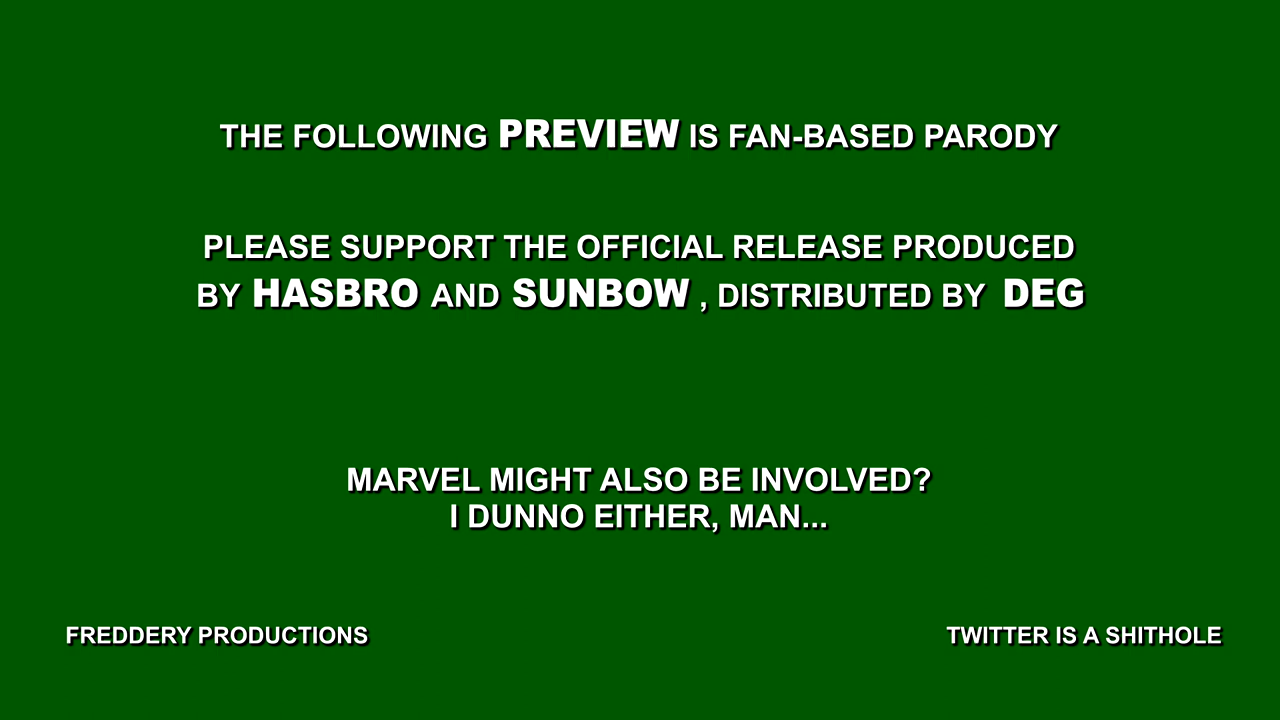 THE FOLLOWING PREVIEW IS FAN-BASED PARODY
PLEASE SUPPORT THE OFFICIAL RELEASE PRODUCED
BY HASBRO AND SUNBOW , DISTRIBUTED BY DEG
MARVEL MIGHT ALSO BE INVOLVED?
I DUNNO EITHER, MAN...
FREDDERY PRODUCTIONS
TWITTER IS A SHITHOLE